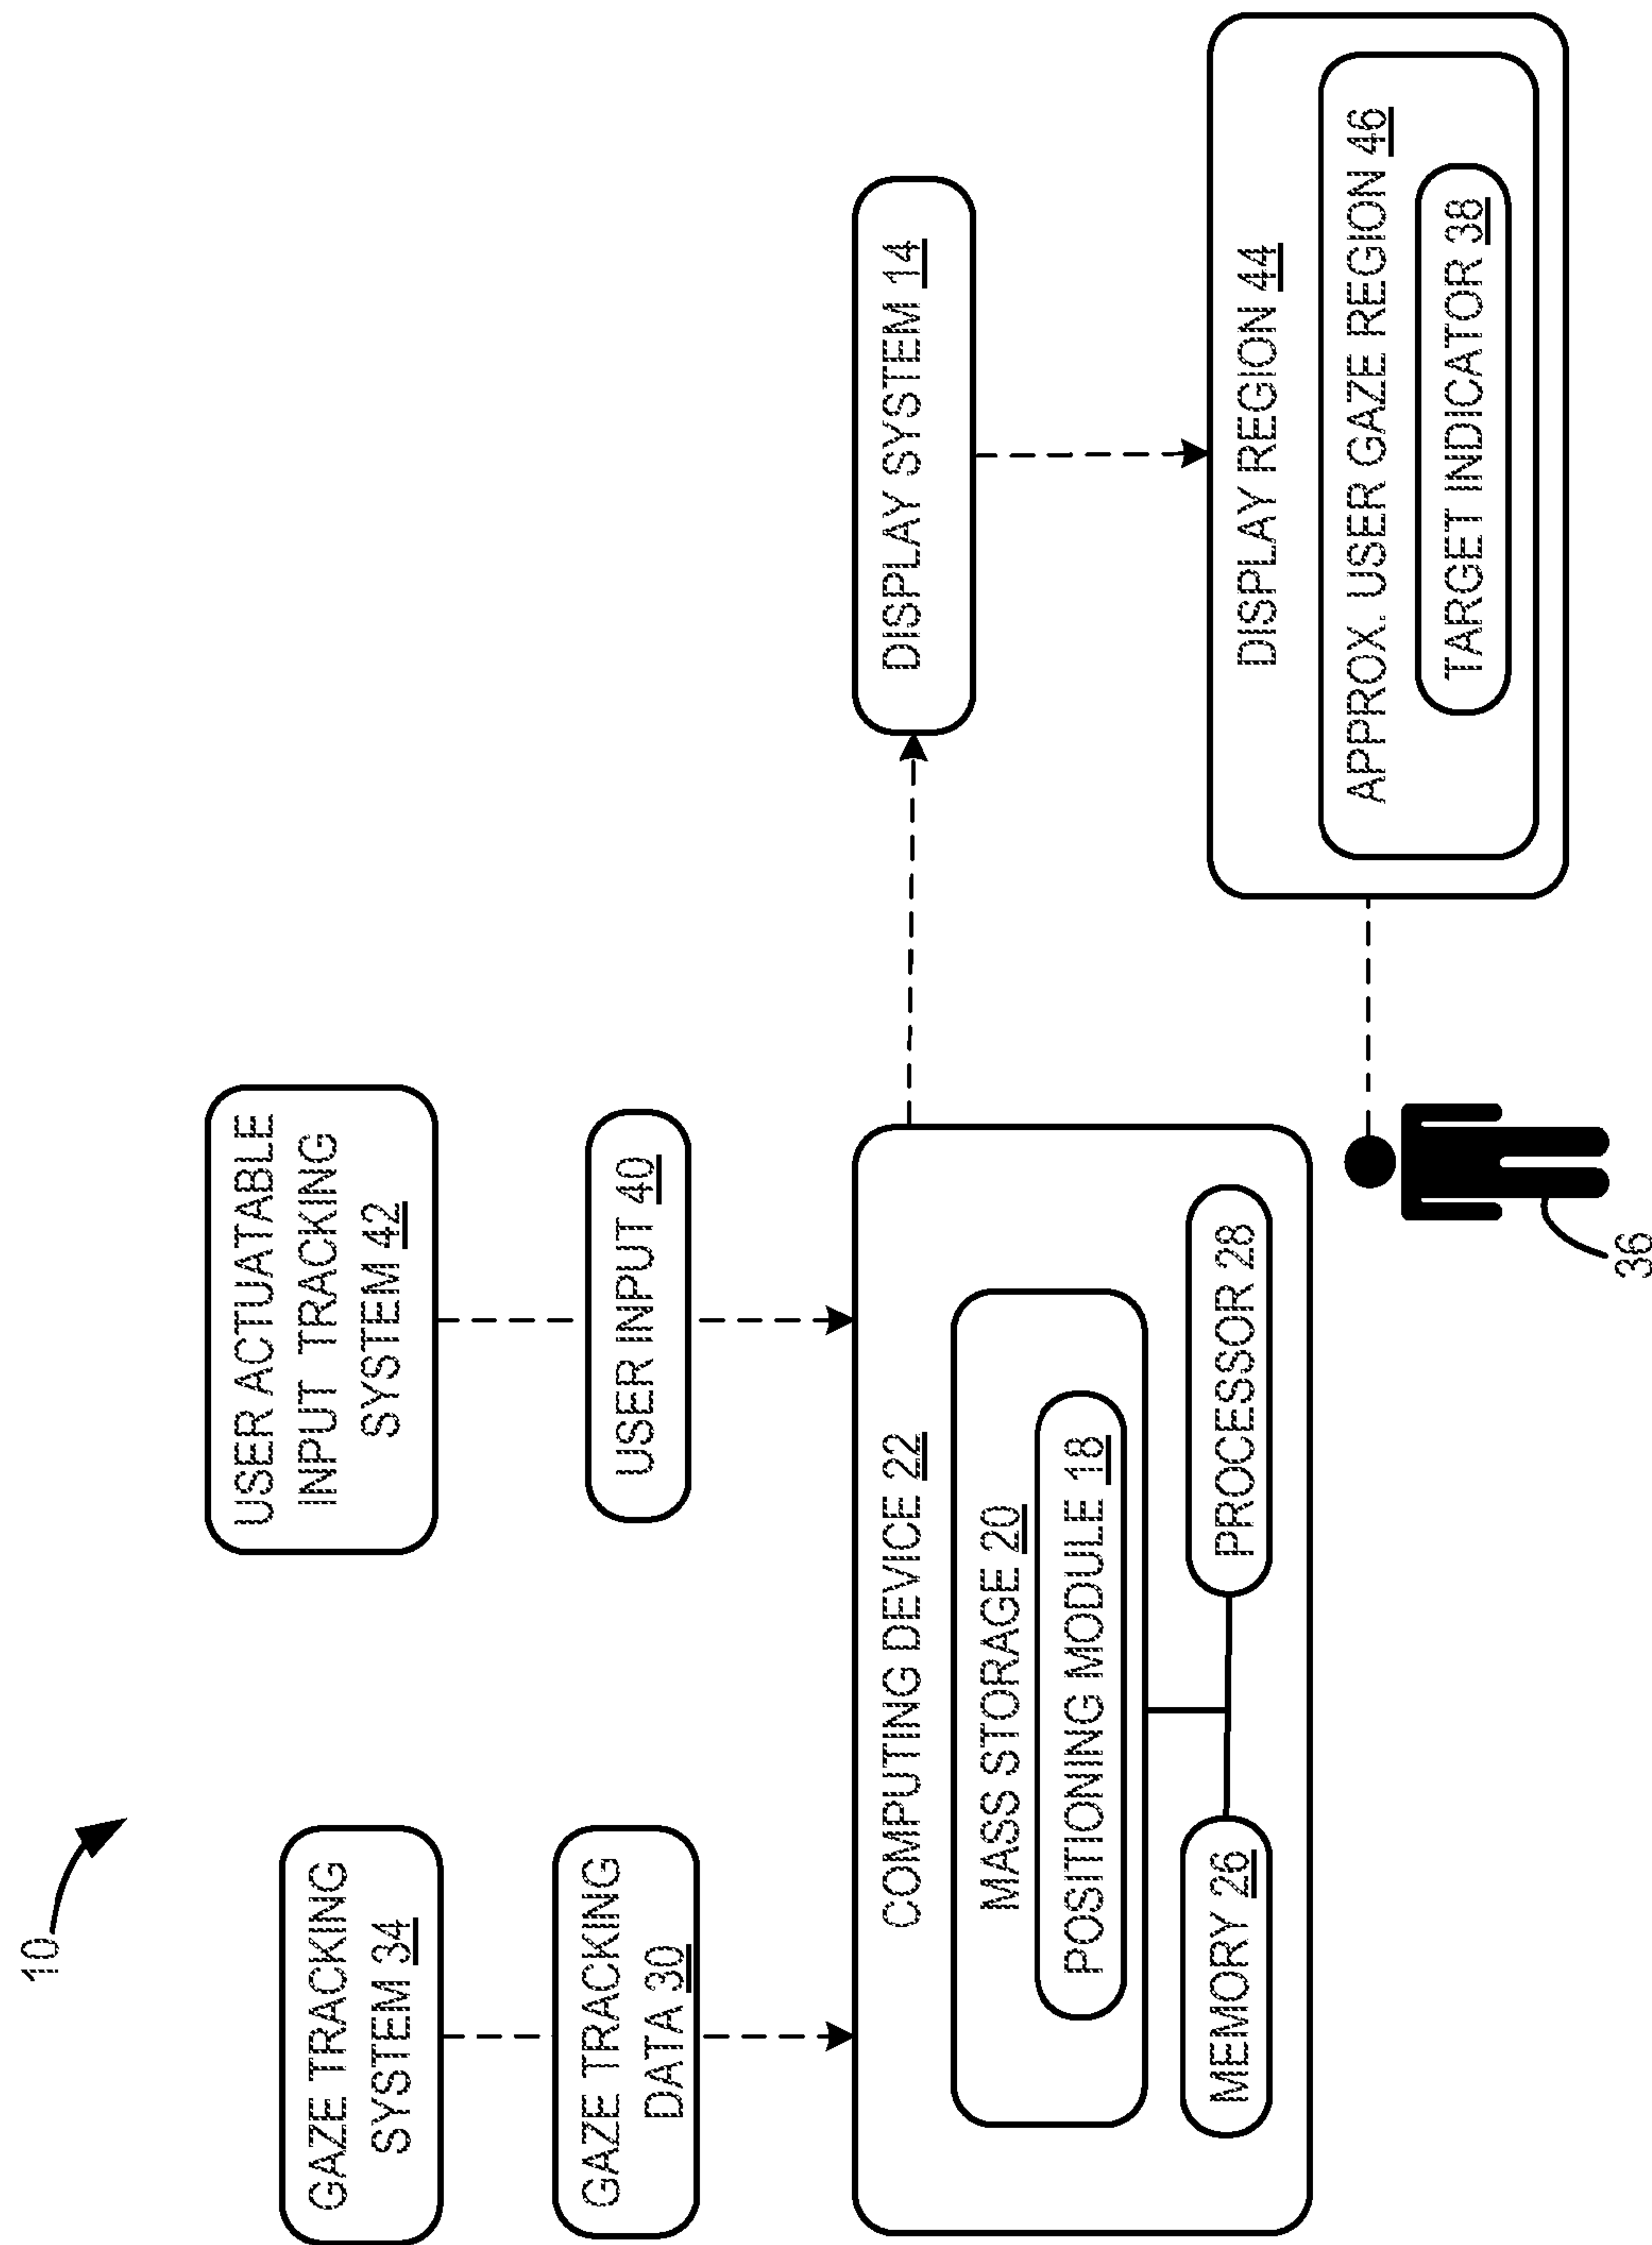 10
GAZE TRACKING
SYSTEM 34
GAZE TRACKING
DATA 30
USER ACTUATABLE
INPUT TRACKING
SYSTEM 42
USER INPUT 40
COMPUTING DEVICE 22
MASS STORAGE 20
POSITIONING MODULE 18
MEMORY 26
PROCESSOR 28
DISPLAY SYSTEM 14
DISPLAY REGION 44
APPROX. USER GAZE REGION 46
TARGET INDICATOR 38
36